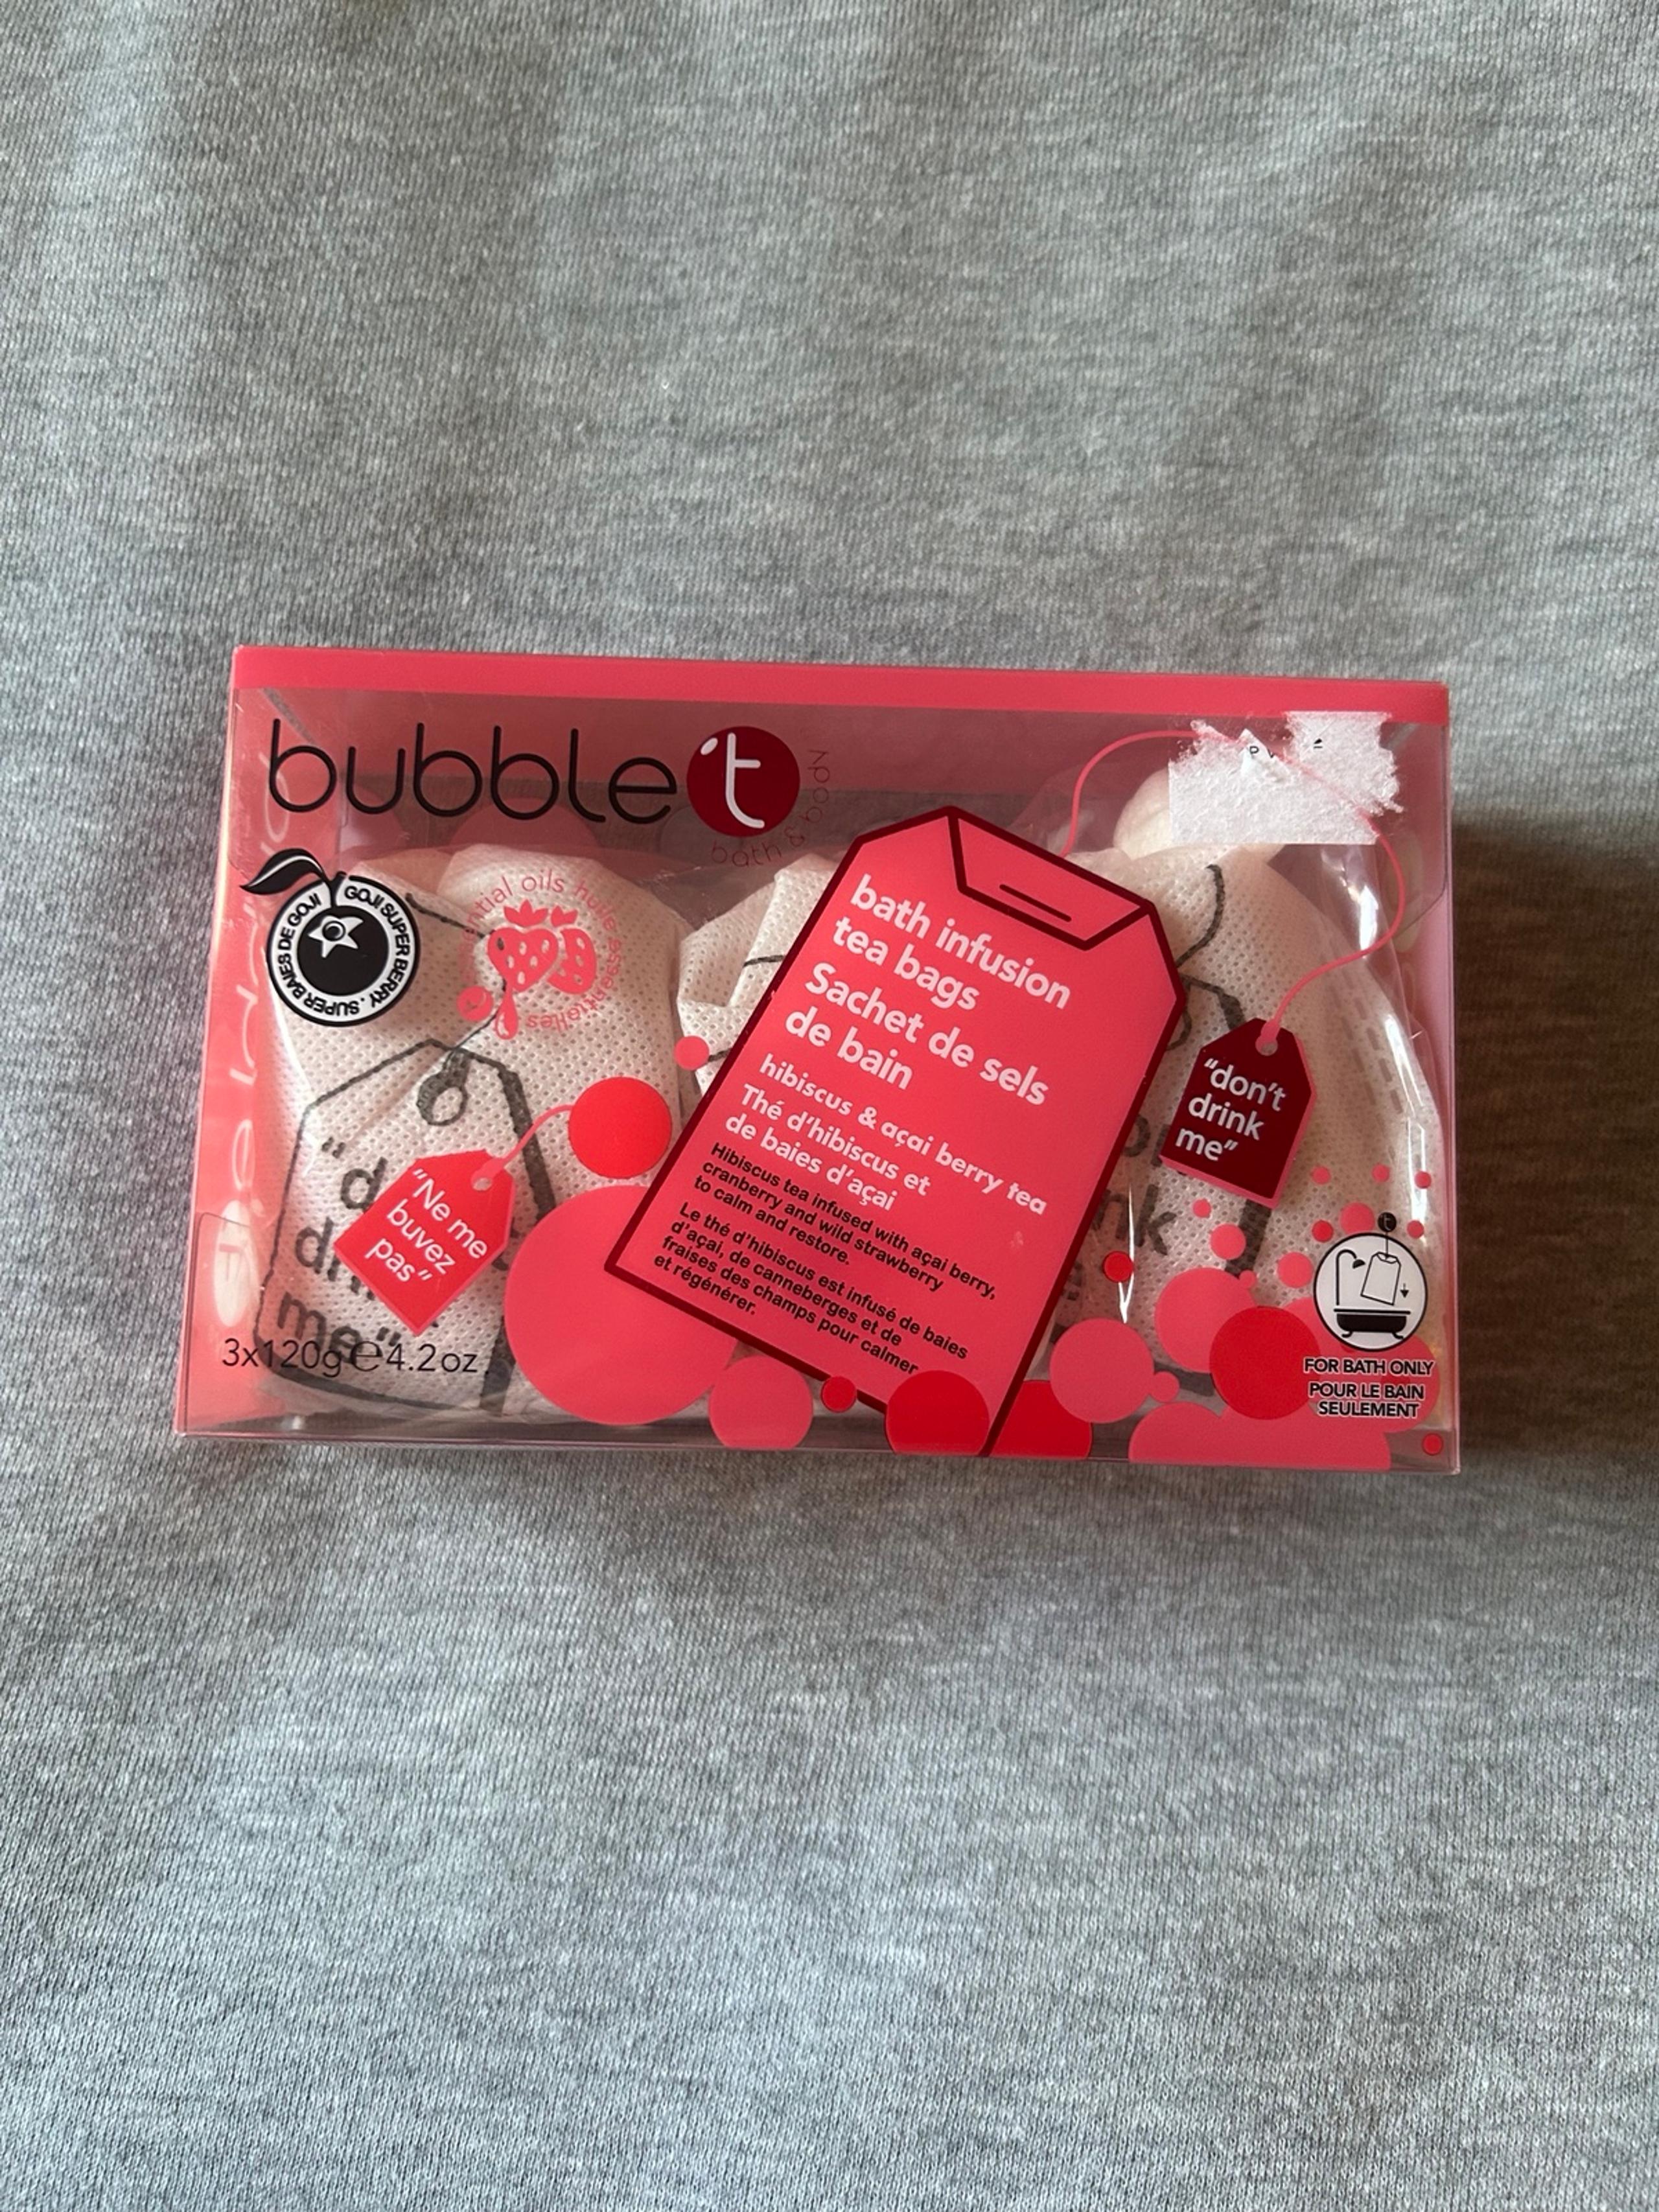 bubble t
bath & body
GOJI SUPER BERRY . SUPER BAIES DE GOJI
oils huiles
essentielles
bath infusion
tea bags
Sachet de sels
de bain
hibiscus & açai berry tea
Thé d'hibiscus et
de baies d'açai
Hibiscus tea infused with açai berry,
cranberry and wild strawberry
to calm and restore.
Le thé d'hibiscus est infusé de baies
d'açai, de canneberges et de
fraises des champs pour calmer
et régénérer.
"don't
drink
me"
"Ne me
buvez
pas"
me"
3x120g e 4.2oz
t
FOR BATH ONLY
POUR LE BAIN
SEULEMENT